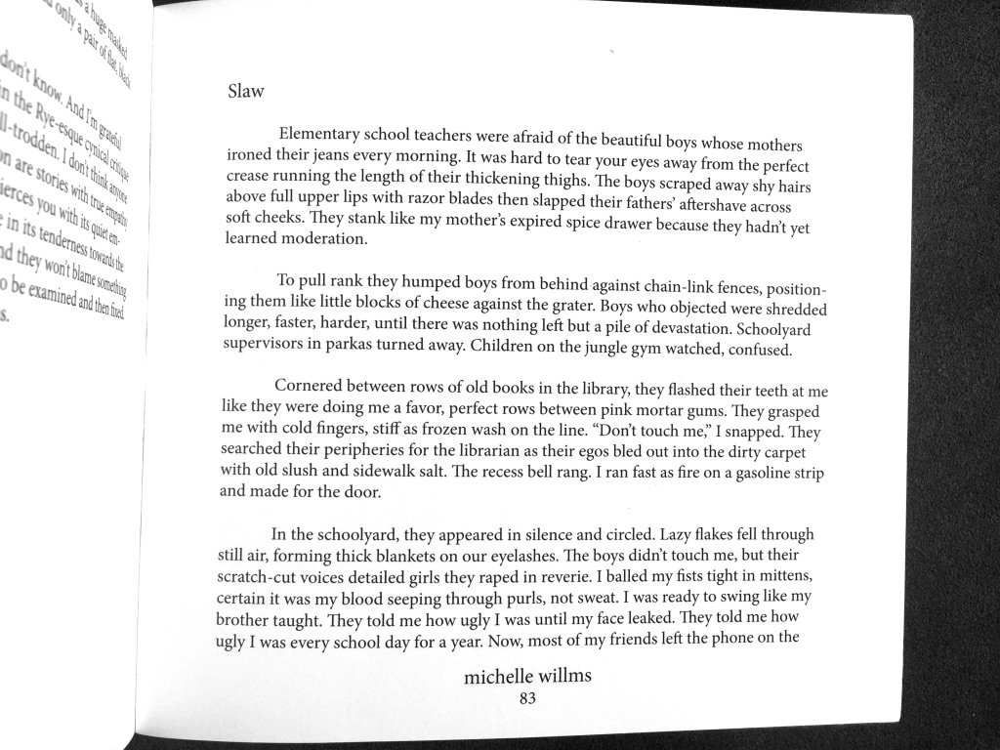 s a huge masked
d only a pair of flat, black
don't know. And I'm grateful
in the Rye-esque cynical critique
ll-trodden. I don't think anyone
on are stories with true empathy
ierces you with its quiet em-
e in its tenderness towards the
nd they won't blame something
o be examined and then fixed.
s.
Slaw
Elementary school teachers were afraid of the beautiful boys whose mothers
ironed their jeans every morning. It was hard to tear your eyes away from the perfect
crease running the length of their thickening thighs. The boys scraped away shy hairs
above full upper lips with razor blades then slapped their fathers' aftershave across
soft cheeks. They stank like my mother's expired spice drawer because they hadn't yet
learned moderation.
To pull rank they humped boys from behind against chain-link fences, position-
ing them like little blocks of cheese against the grater. Boys who objected were shredded
longer, faster, harder, until there was nothing left but a pile of devastation. Schoolyard
supervisors in parkas turned away. Children on the jungle gym watched, confused.
Cornered between rows of old books in the library, they flashed their teeth at me
like they were doing me a favor, perfect rows between pink mortar gums. They grasped
me with cold fingers, stiff as frozen wash on the line. “Don't touch me,” I snapped. They
searched their peripheries for the librarian as their egos bled out into the dirty carpet
with old slush and sidewalk salt. The recess bell rang. I ran fast as fire on a gasoline strip
and made for the door.
In the schoolyard, they appeared in silence and circled. Lazy flakes fell through
still air, forming thick blankets on our eyelashes. The boys didn't touch me, but their
scratch-cut voices detailed girls they raped in reverie. I balled my fists tight in mittens,
certain it was my blood seeping through purls, not sweat. I was ready to swing like my
brother taught. They told me how ugly I was until my face leaked. They told me how
ugly I was every school day for a year. Now, most of my friends left the phone on the
michelle willms
83